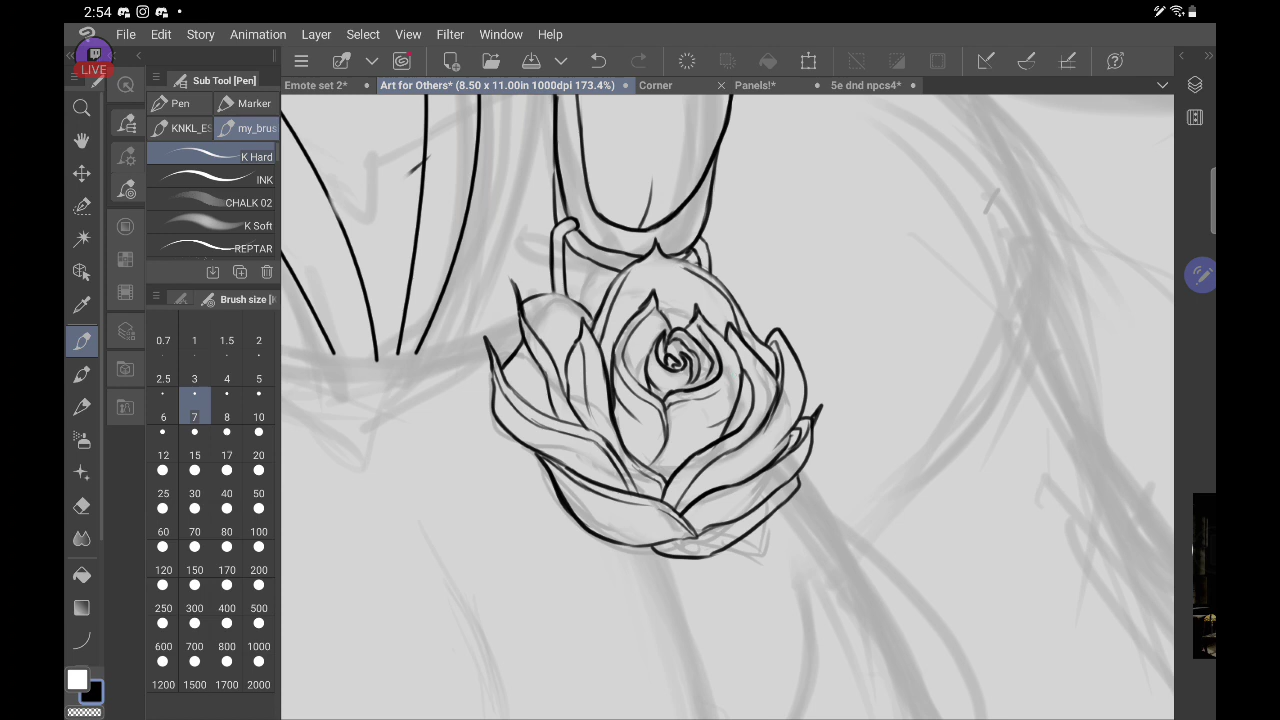 2:54
File Edit Story Animation Layer Select View Filter Window Help
LIVE
Sub Tool [Pen]
Emote set 2* Art for Others* (8.50 x 11.00in 1000dpi 173.4%) Corner Panels!* 5e dnd npcs4*
Pen Marker
KNKL_ES my_brus
K Hard
INK
CHALK 02
K Soft
REPTAR
Brush size [K
0.7 1 1.5 2
2.5 3 4 5
6 7 8 10
12 15 17 20
25 30 40 50
60 70 80 100
120 150 170 200
250 300 400 500
600 700 800 1000
1200 1500 1700 2000